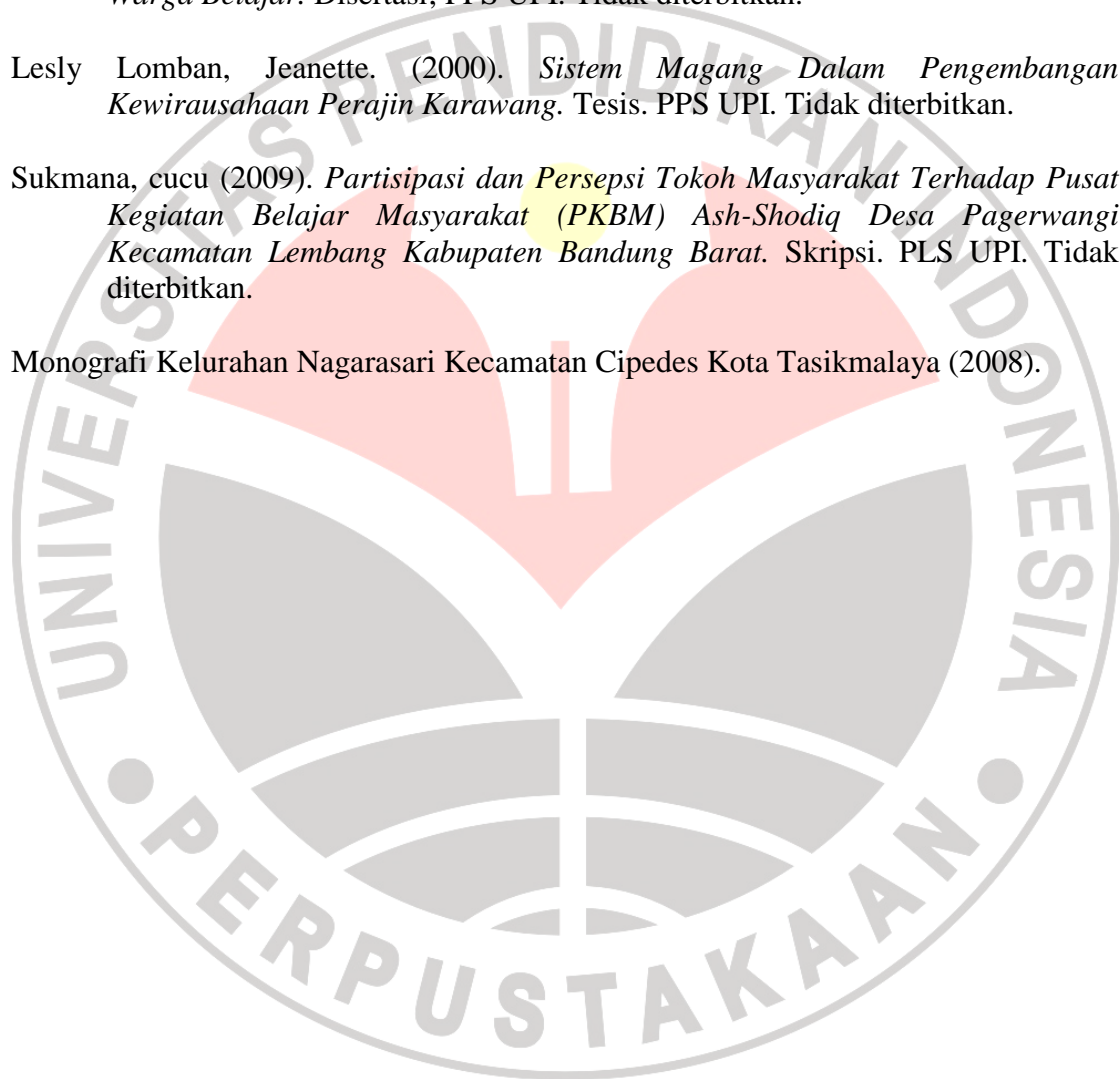 Warga Belajar. Disertasi, PPS UPI. Tidak diterbitkan.
Lesly Lomban, Jeanette. (2000). Sistem Magang Dalam Pengembangan
Kewirausahaan Perajin Karawang. Tesis. PPS UPI. Tidak diterbitkan.
Sukmana, cucu (2009). Partisipasi dan Persepsi Tokoh Masyarakat Terhadap Pusat
Kegiatan Belajar Masyarakat (PKBM) Ash-Shodiq Desa Pagerwangi
Kecamatan Lembang Kabupaten Bandung Barat. Skripsi. PLS UPI. Tidak
diterbitkan.
Monografi Kelurahan Nagarasari Kecamatan Cipedes Kota Tasikmalaya (2008).
UNIVERSITAS PENDIDIKAN INDONESIA
PERPUSTAKAAN